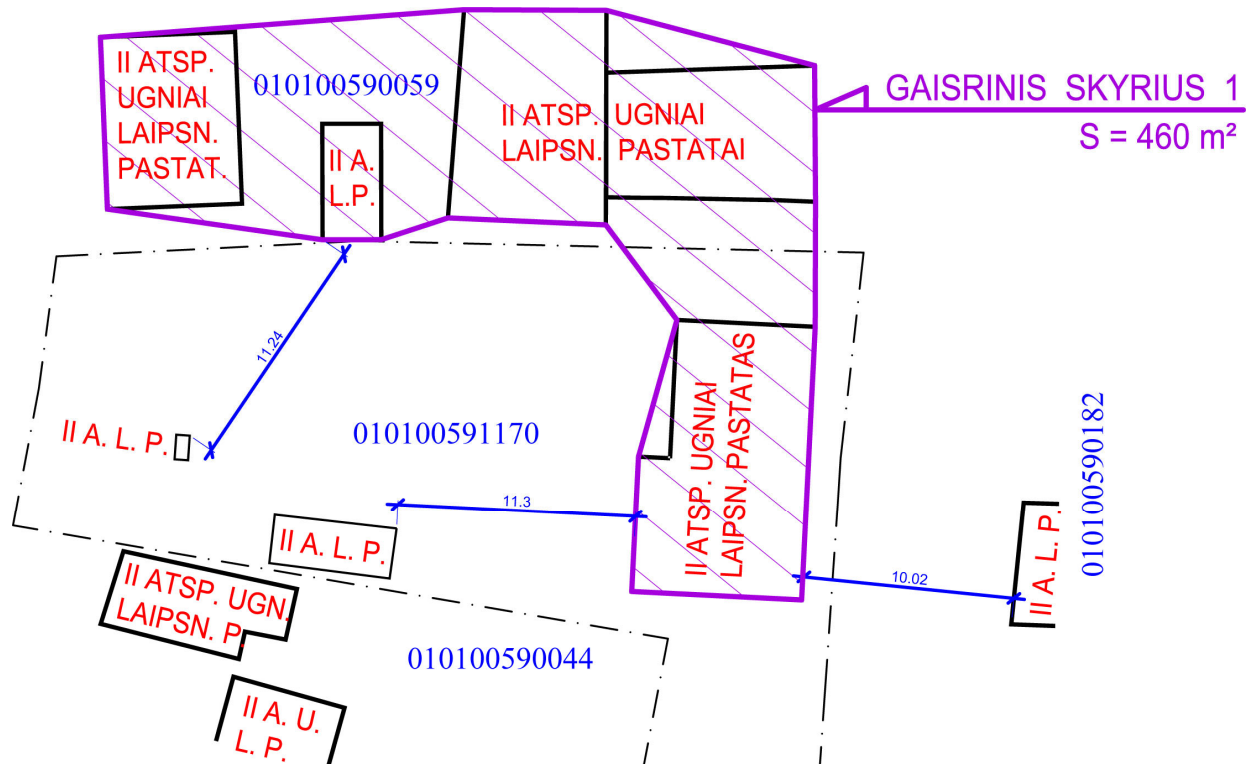 II ATSP.
UGNIAI
LAIPSN.
PASTAT.
010100590059
II A.
L.P.
II ATSP. UGNIAI
LAIPSN. PASTATAI
GAISRINIS SKYRIUS 1
S = 460 m²
11.24
II A. L. P.
010100591170
11.3
II A. L. P.
II ATSP. UGNIAI
LAIPSN. PASTATAS
10.02
II A. L. P.
010100590182
II ATSP. UGN.
LAIPSN. P.
010100590044
II A. U.
L. P.